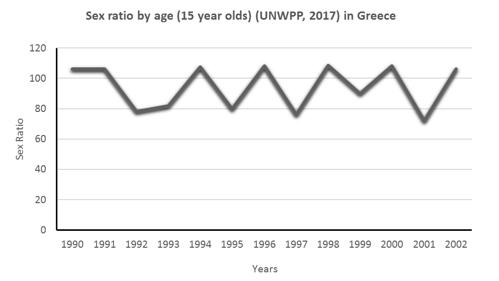 Sex ratio by age (15 year olds) (UNWPP, 2017) in Greece
120
100
80
60
40
20
0
Sex Ratio
1990 1991 1992 1993 1994 1995 1996 1997 1998 1999 2000 2001 2002
Years